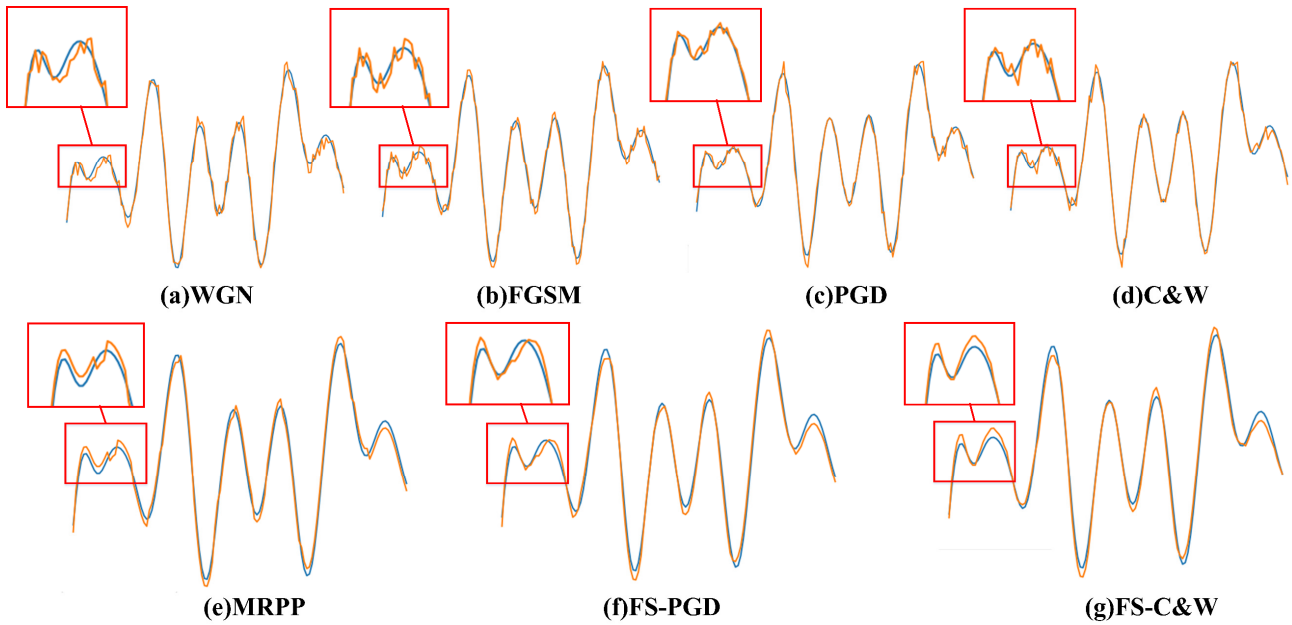 (a)WGN
(b)FGSM
(c)PGD
(d)C&W
(e)MRPP
(f)FS-PGD
(g)FS-C&W